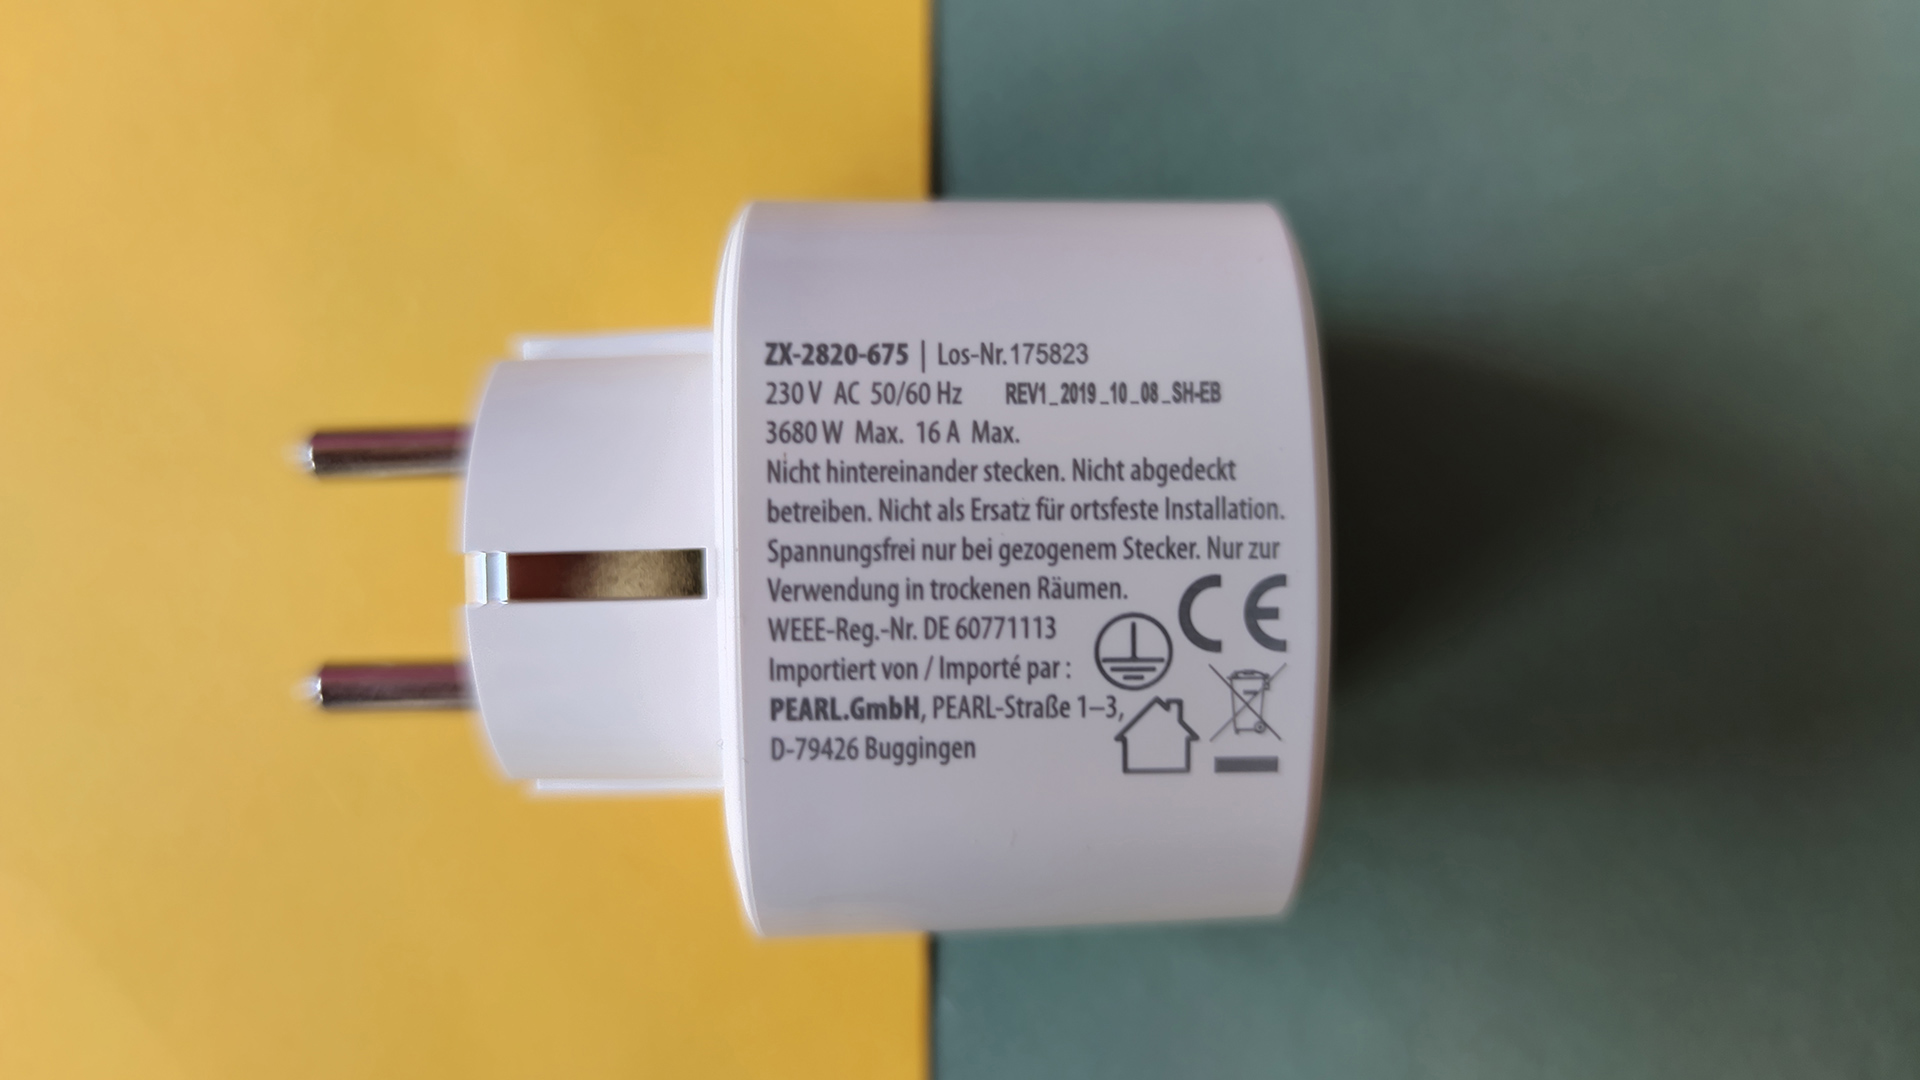 ZX-2820-675 | Los-Nr. 175823
230 V AC 50/60 Hz REV1_2019_10_08_SH-EB
3680 W Max. 16 A Max.
Nicht hintereinander stecken. Nicht abgedeckt
betreiben. Nicht als Ersatz für ortsfeste Installation.
Spannungsfrei nur bei gezogenem Stecker. Nur zur
Verwendung in trockenen Räumen.
CE
WEEE-Reg.-Nr. DE 60771113
Importiert von / Importé par :
PEARL.GmbH, PEARL-Straße 1–3,
D-79426 Buggingen